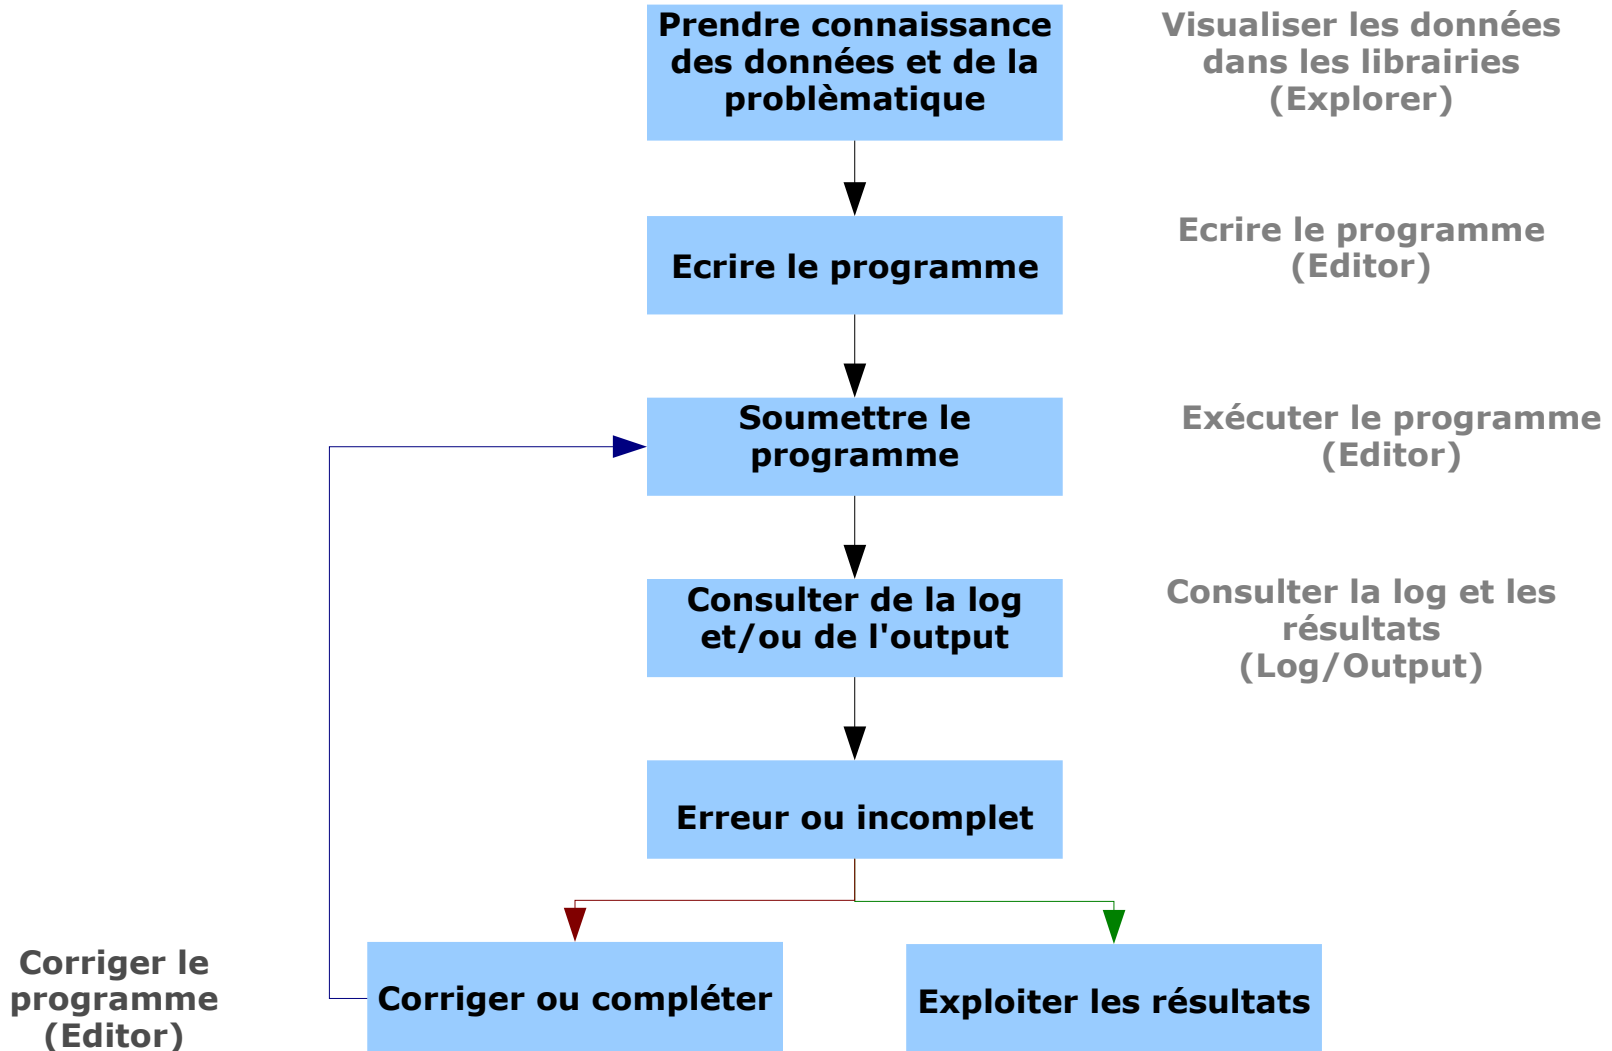 Prendre connaissance
des données et de la
problèmatique
Visualiser les données
dans les librairies
(Explorer)
Ecrire le programme
Ecrire le programme
(Editor)
Soumettre le
programme
Exécuter le programme
(Editor)
Consulter de la log
et/ou de l'output
Consulter la log et les
résultats
(Log/Output)
Erreur ou incomplet
Corriger le
programme
(Editor)
Corriger ou compléter
Exploiter les résultats